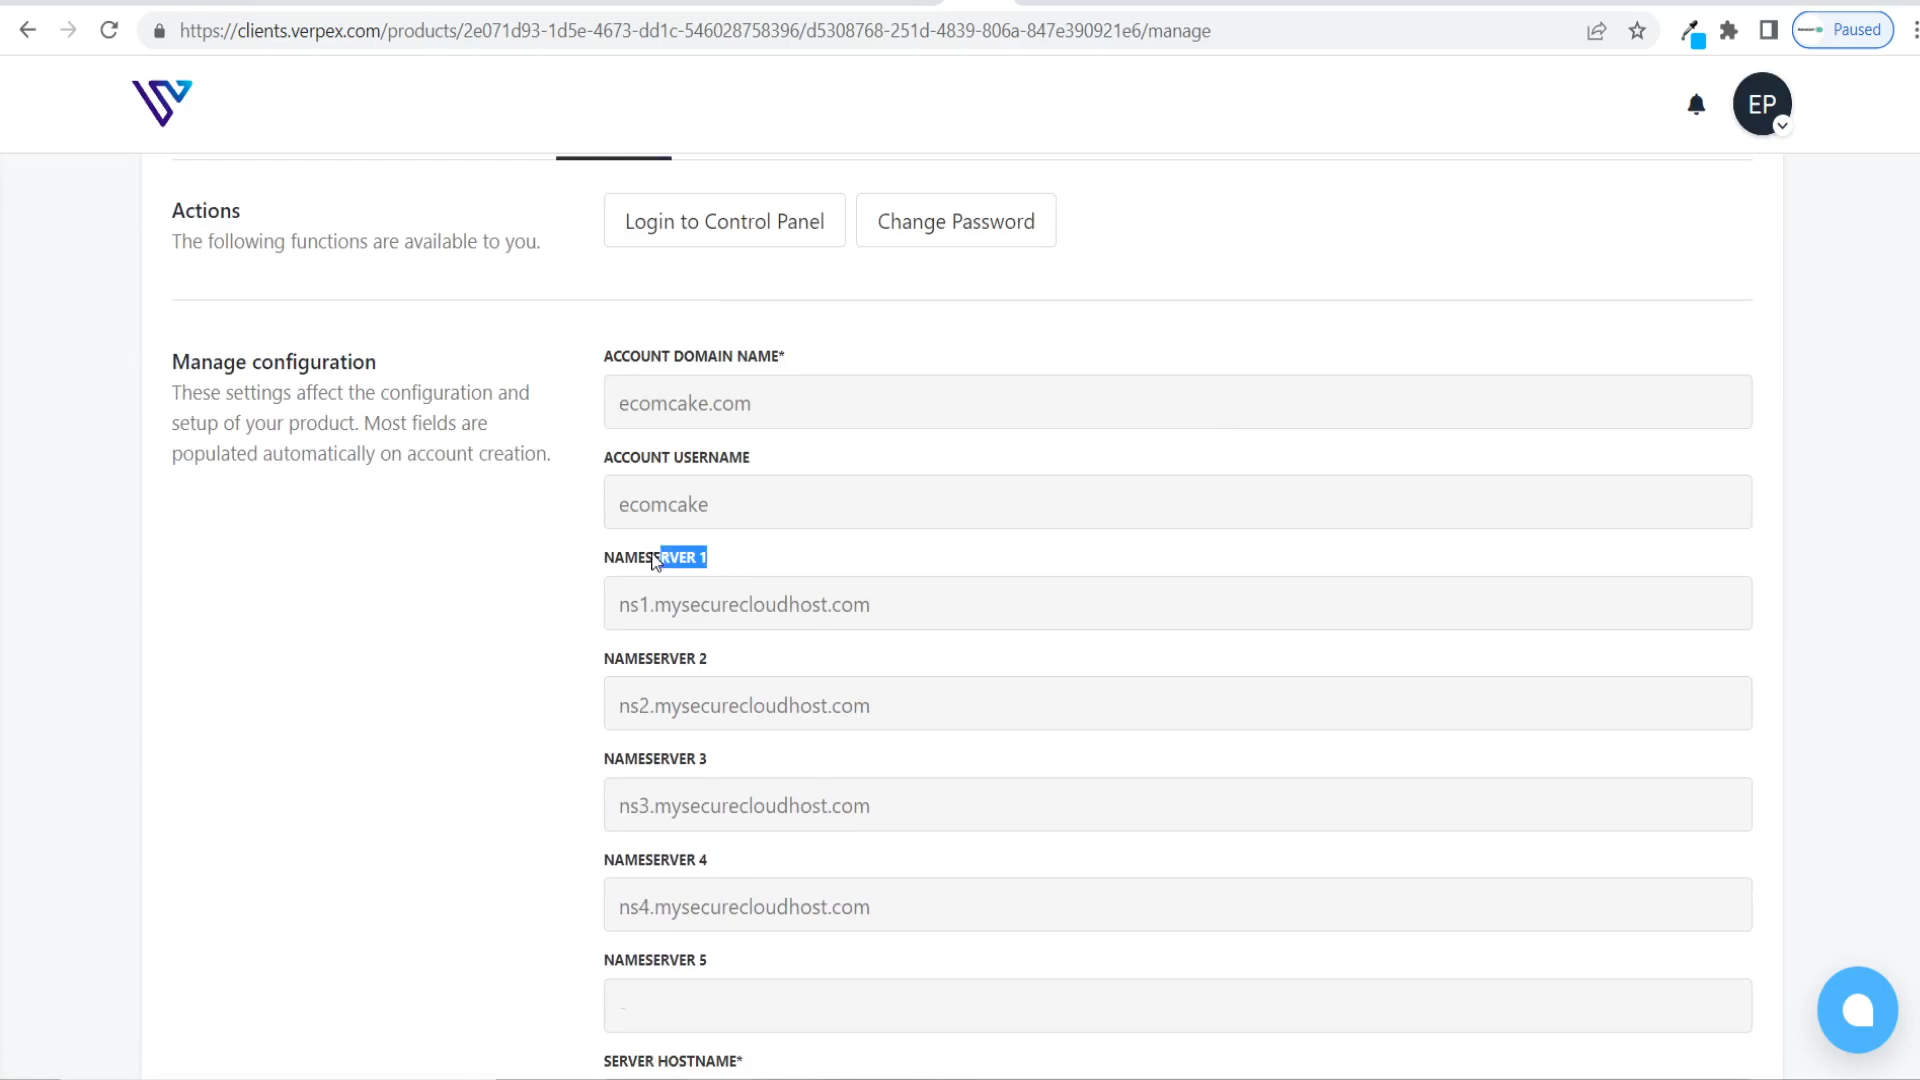 https://clients.verpex.com/products/2e071d93-1d5e-4673-dd1c-546028758396/d5308768-251d-4839-806a-847e390921e6/manage
Paused
EP
Actions
The following functions are available to you.
Login to Control Panel
Change Password
Manage configuration
These settings affect the configuration and
setup of your product. Most fields are
populated automatically on account creation.
ACCOUNT DOMAIN NAME*
ecomcake.com
ACCOUNT USERNAME
ecomcake
NAMESERVER 1
ns1.mysecurecloudhost.com
NAMESERVER 2
ns2.mysecurecloudhost.com
NAMESERVER 3
ns3.mysecurecloudhost.com
NAMESERVER 4
ns4.mysecurecloudhost.com
NAMESERVER 5
-
SERVER HOSTNAME*